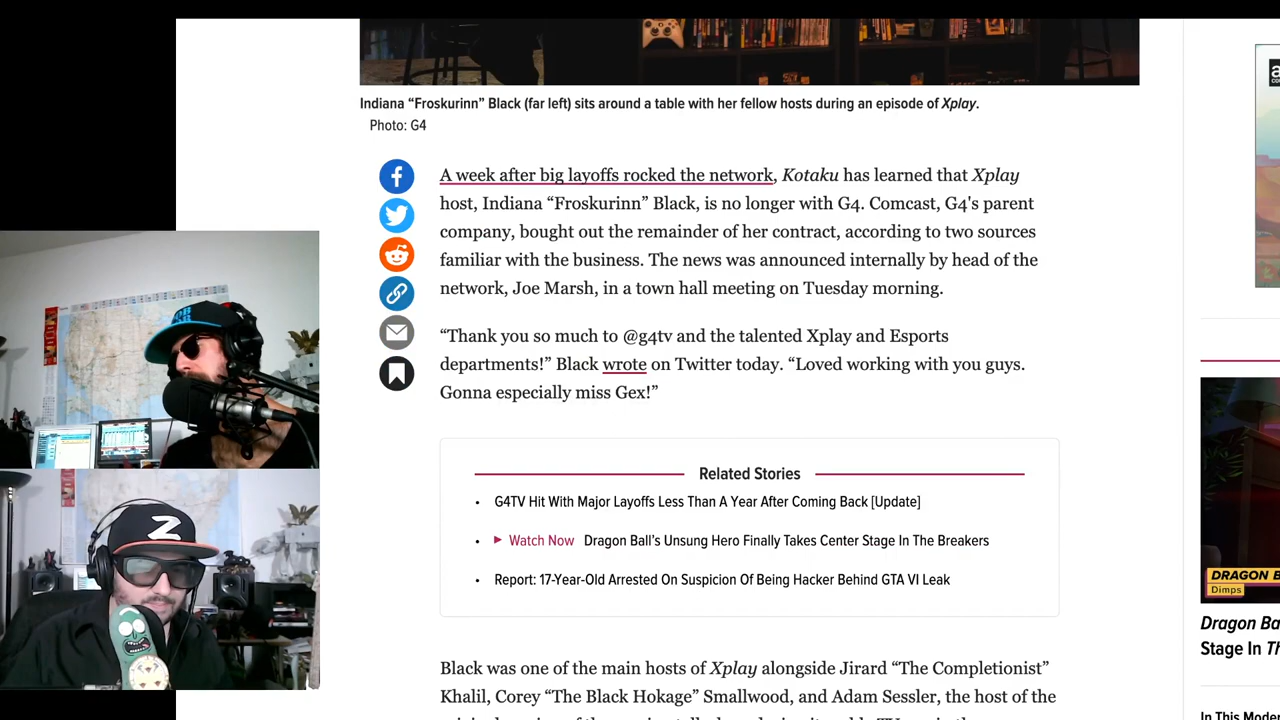 Indiana “Froskurinn” Black (far left) sits around a table with her fellow hosts during an episode of Xplay.
Photo: G4
A week after big layoffs rocked the network, Kotaku has learned that Xplay
host, Indiana “Froskurinn” Black, is no longer with G4. Comcast, G4's parent
company, bought out the remainder of her contract, according to two sources
familiar with the business. The news was announced internally by head of the
network, Joe Marsh, in a town hall meeting on Tuesday morning.
“Thank you so much to @g4tv and the talented Xplay and Esports
departments!” Black wrote on Twitter today. “Loved working with you guys.
Gonna especially miss Gex!”
Related Stories
G4TV Hit With Major Layoffs Less Than A Year After Coming Back [Update]
Watch Now Dragon Ball’s Unsung Hero Finally Takes Center Stage In The Breakers
Report: 17-Year-Old Arrested On Suspicion Of Being Hacker Behind GTA VI Leak
Black was one of the main hosts of Xplay alongside Jirard “The Completionist”
Khalil, Corey “The Black Hokage” Smallwood, and Adam Sessler, the host of the
DRAGON B
Dimps
Dragon Ba
Stage In Th
In This Mode
Z